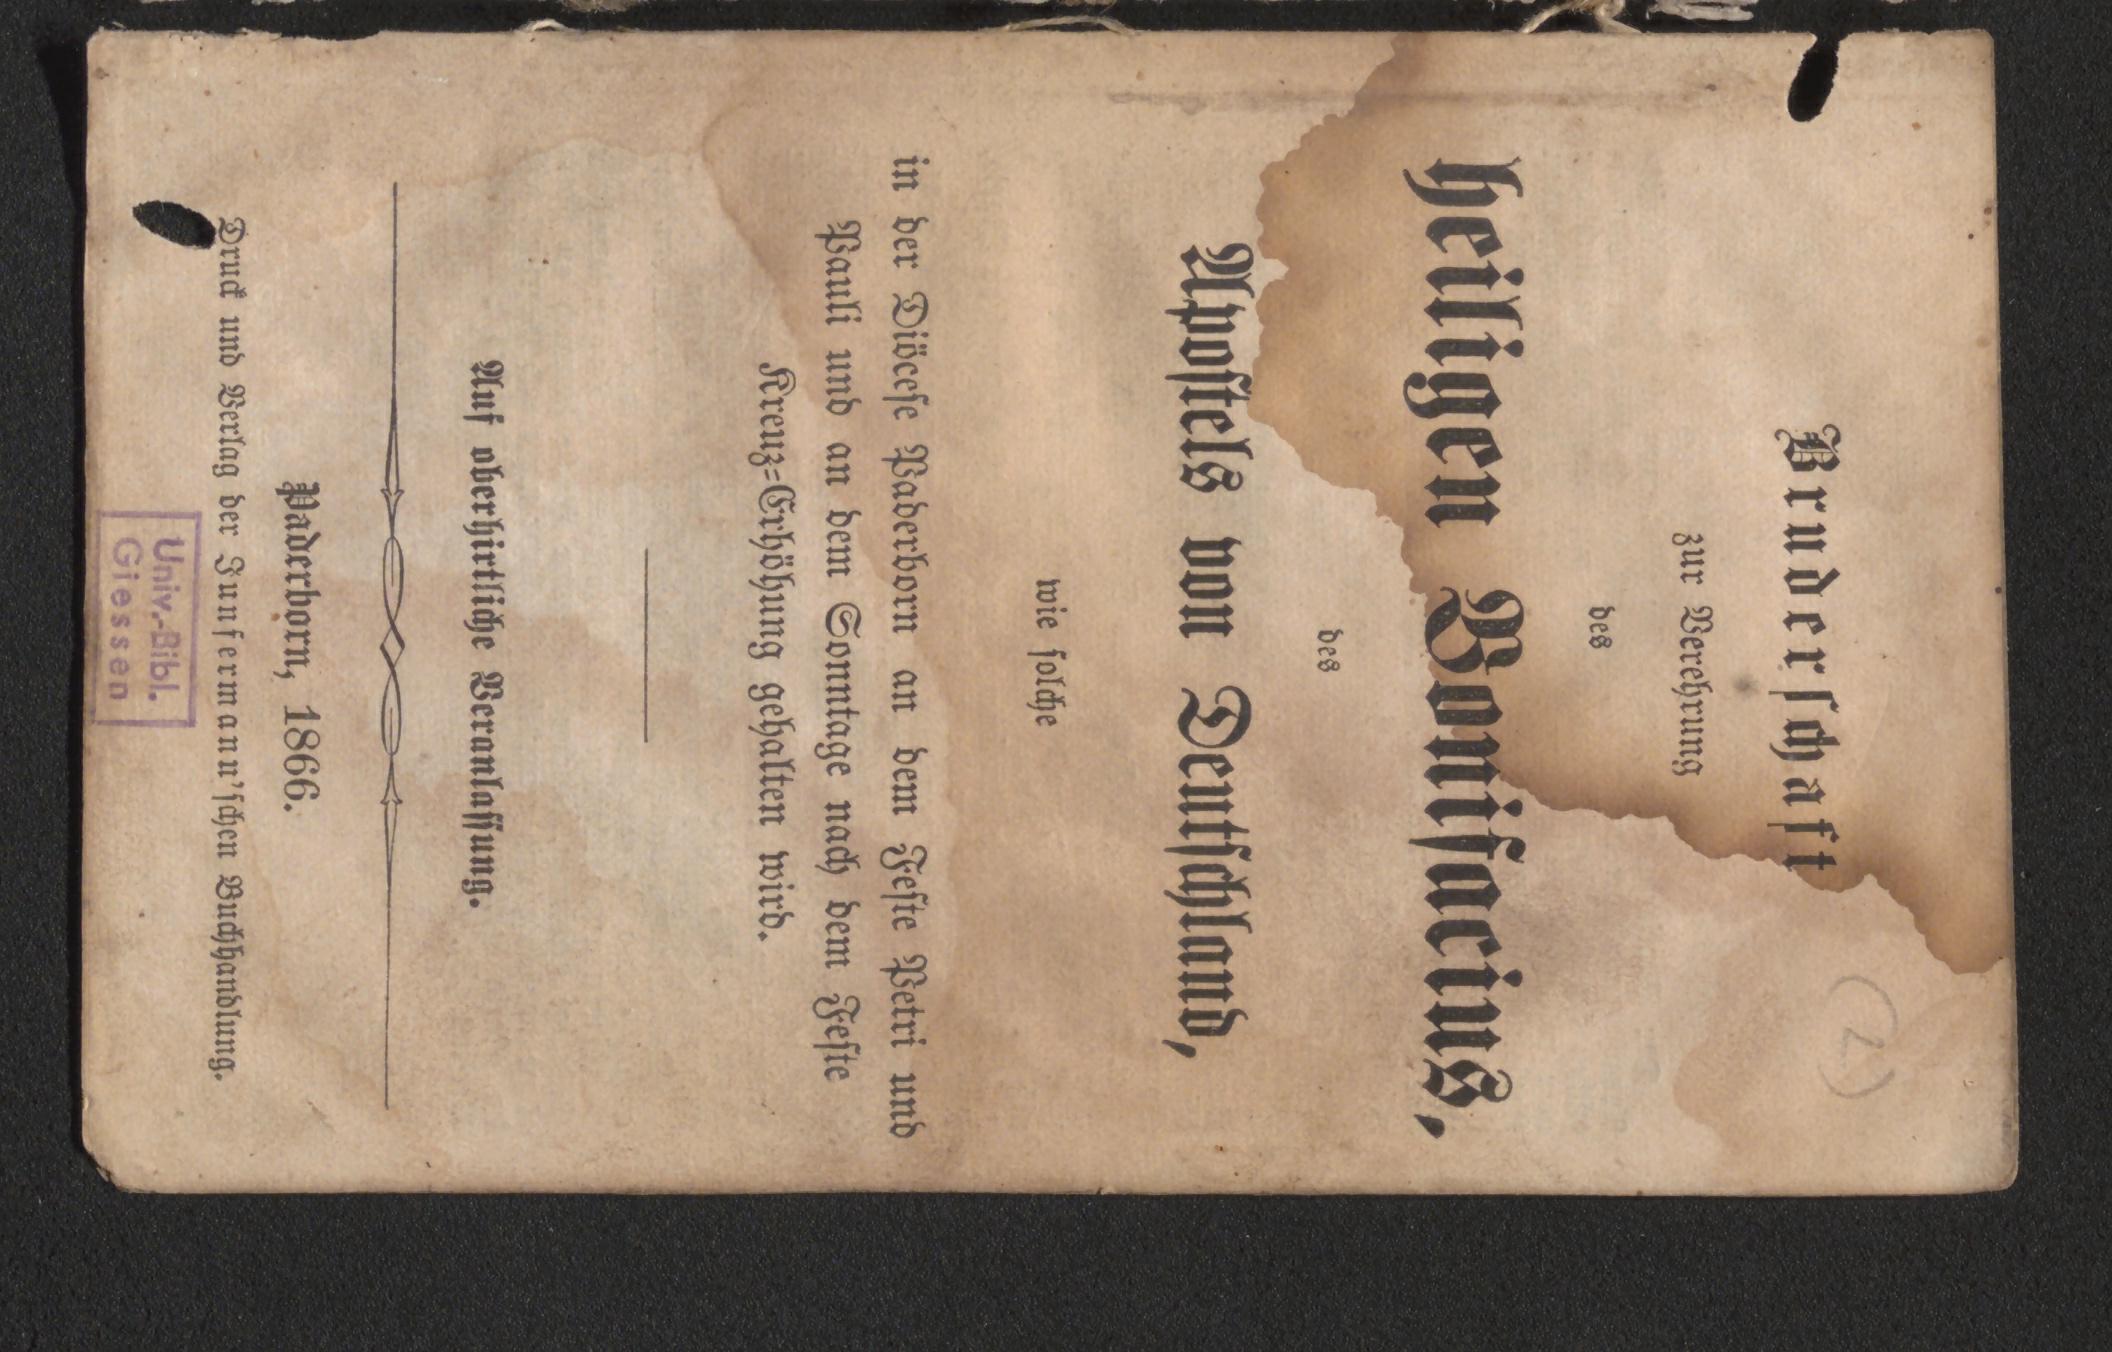 (2)
Bruderschaft
zur Verehrung
des
heiligen Bonifacius,
des
Apostels von Deutschland,
wie solche
in der Diöcese Paderborn an dem Feste Petri und
Pauli und an dem Sonntage nach dem Feste
Kreuz=Erhöhung gehalten wird.
Auf oberhirtliche Veranlassung.
Paderborn, 1866.
Druck und Verlag der Junfermann'schen Buchhandlung.
Univ.-Bibl.
Giessen